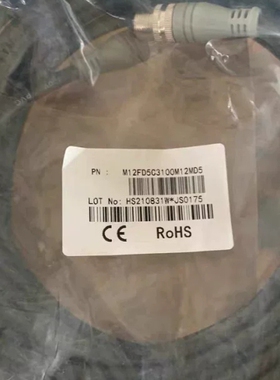 PN : M12FD5C3100M12MD5
LOT No: HS210831W*JS0175
CE RoHS